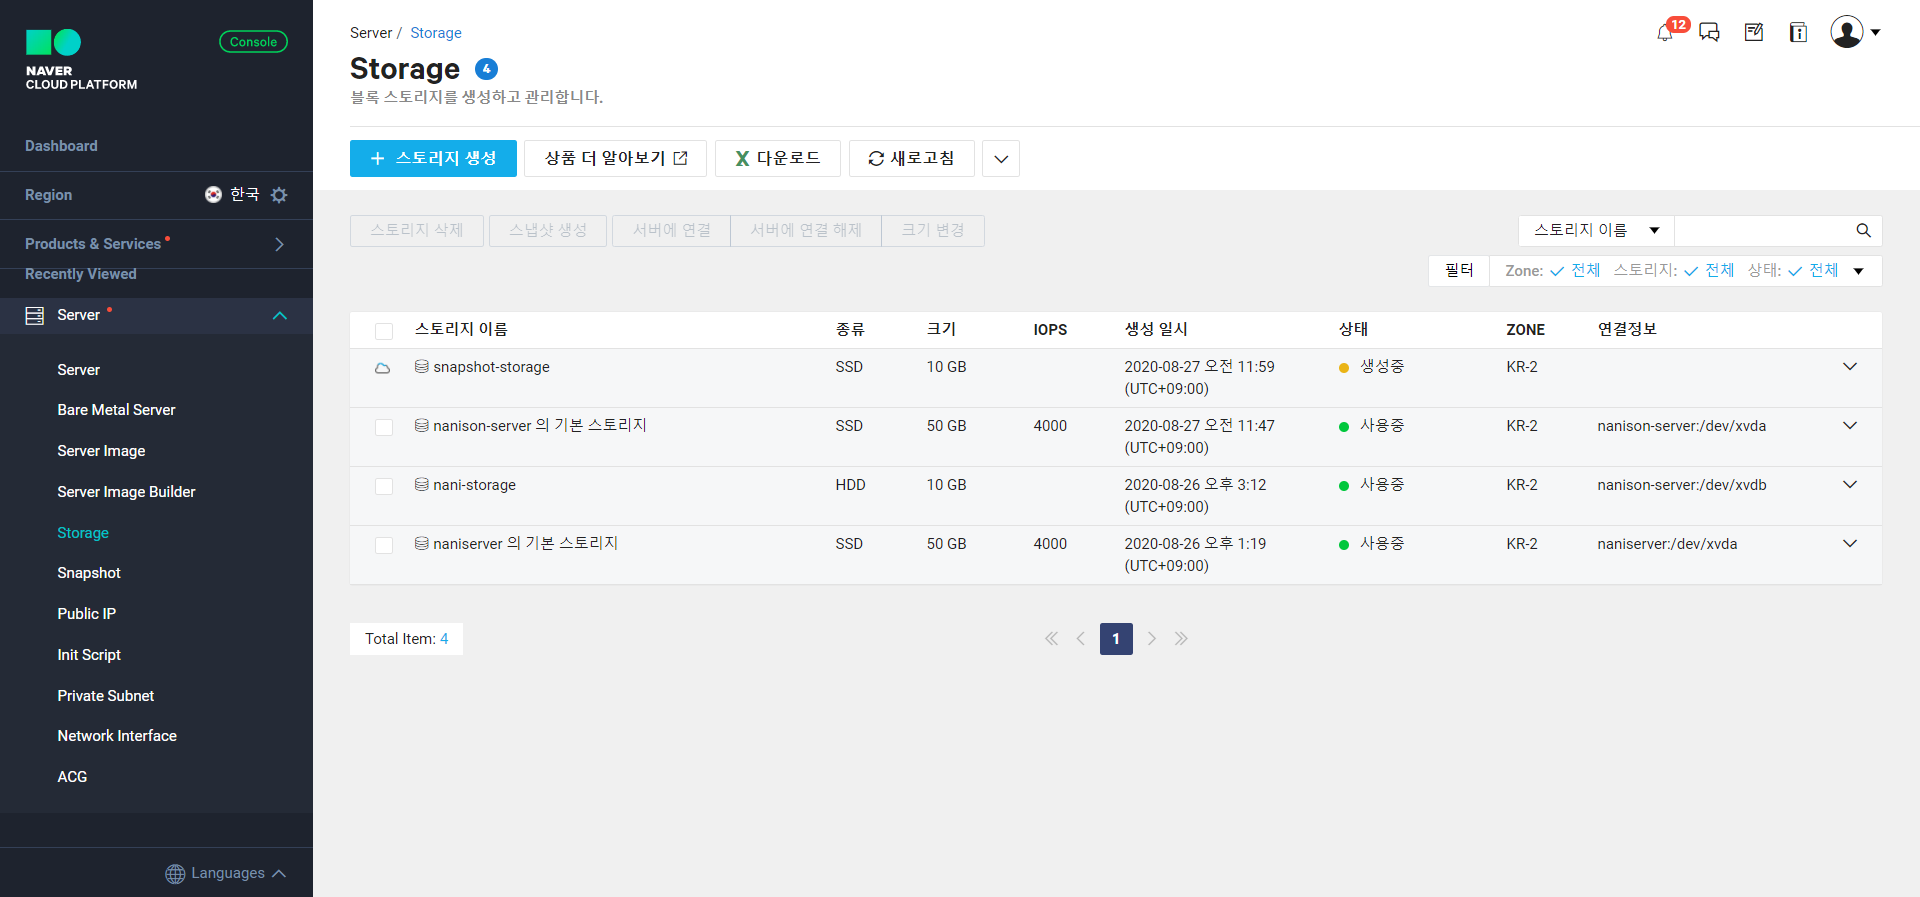 NAVER
CLOUD PLATFORM
Console
Dashboard
Region 한국
Products & Services
Recently Viewed
Server
Server
Bare Metal Server
Server Image
Server Image Builder
Storage
Snapshot
Public IP
Init Script
Private Subnet
Network Interface
ACG
Languages
Server / Storage
12
Storage 4
블록 스토리지를 생성하고 관리합니다.
+ 스토리지 생성 상품 더 알아보기 X 다운로드 새로고침
스토리지 삭제 스냅샷 생성 서버에 연결 서버에 연결 해제 크기 변경 스토리지 이름
필터 Zone: 전체 스토리지: 전체 상태: 전체
스토리지 이름 종류 크기 IOPS 생성 일시 상태 ZONE 연결정보
snapshot-storage SSD 10 GB 2020-08-27 오전 11:59 생성중 KR-2
(UTC+09:00)
nanison-server 의 기본 스토리지 SSD 50 GB 4000 2020-08-27 오전 11:47 사용중 KR-2 nanison-server:/dev/xvda
(UTC+09:00)
nani-storage HDD 10 GB 2020-08-26 오후 3:12 사용중 KR-2 nanison-server:/dev/xvdb
(UTC+09:00)
naniserver 의 기본 스토리지 SSD 50 GB 4000 2020-08-26 오후 1:19 사용중 KR-2 naniserver:/dev/xvda
(UTC+09:00)
Total Item: 4 1